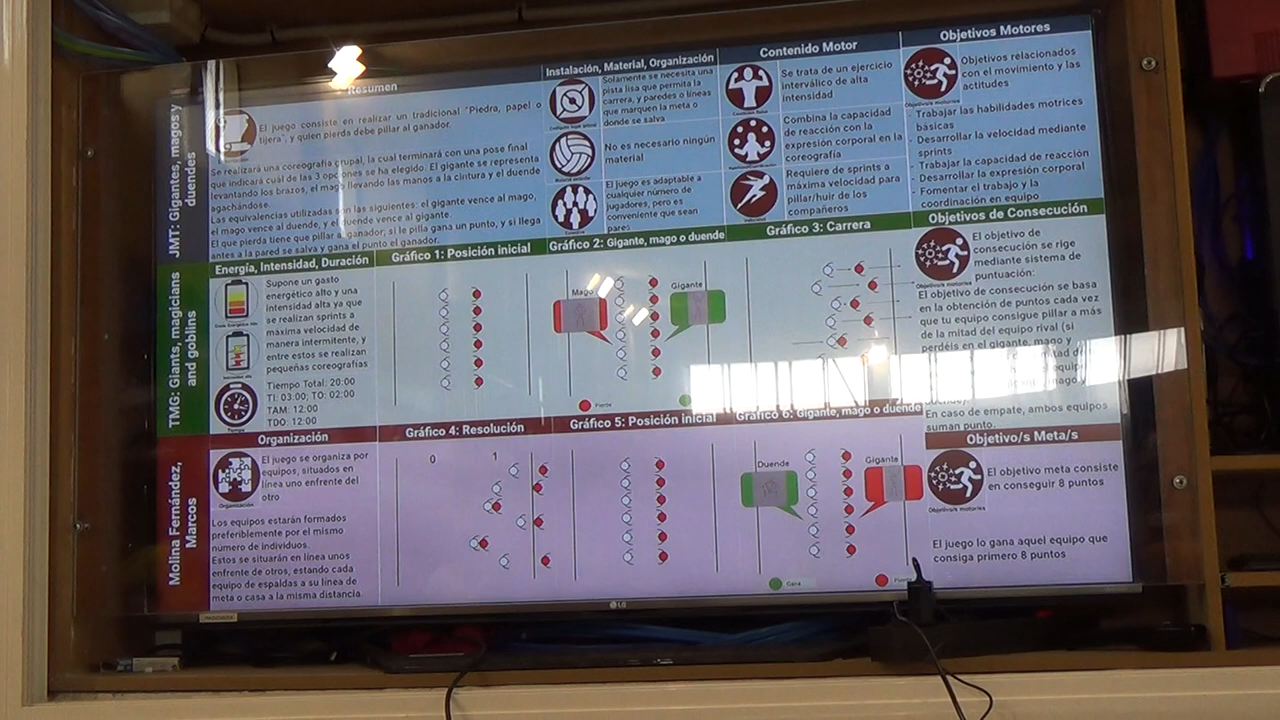 JMT: Gigantes, magos y
duendes
TMG: Giants, magicians
and goblins
Molina Fernández,
Marcos
Resumen
El juego consiste en realizar un tradicional "Piedra, papel o
tijera", y quien pierda debe pillar al ganador.
Se realizará una coreografía grupal, la cual terminará con una pose final
que indicará cuál de las 3 opciones se ha elegido. El gigante se representa
levantando los brazos, el mago llevando las manos a la cintura y el duende
agachándose.
Las equivalencias utilizadas son las siguientes: el gigante vence al mago,
el mago vence al duende, y el duende vence al gigante.
El que pierda tiene que pillar al ganador; si le pilla gana un punto, y si llega
antes a la pared se salva y gana el punto el ganador.
Instalación, Material, Organización
Solamente se necesita una
pista lisa que permita la
carrera, y paredes o líneas
que marquen la meta o
donde se salva
No es necesario ningún
material
El juego es adaptable a
cualquier número de
jugadores, pero es
conveniente que sean
pares
Contenido Motor
Se trata de un ejercicio
interválico de alta
intensidad
Combina la capacidad
de reacción con la
expresión corporal en la
coreografía
Requiere de sprints a
máxima velocidad para
pillar/huir de los
compañeros
Velocidad
Objetivos Motores
Objetivos relacionados
con el movimiento y las
actitudes
Objetivo/s motor/es
- Trabajar las habilidades motrices
básicas
- Desarrollar la velocidad mediante
sprints
- Trabajar la capacidad de reacción
- Desarrollar la expresión corporal
- Fomentar el trabajo y la
coordinación en equipo
Energía, Intensidad, Duración
Supone un gasto
energético alto y una
intensidad alta ya que
se realizan sprints a
máxima velocidad de
manera intermitente, y
entre estos se realizan
pequeñas coreografías
Tiempo Total: 20:00
TI: 03:00; TO: 02:00
TAM: 12:00
TDO: 12:00
Tiempo
Gráfico 1: Posición inicial
Gráfico 2: Gigante, mago o duende
Mago
Gigante
Pierde
Gráfico 3: Carrera
Objetivos de Consecución
El objetivo de
consecución se rige
mediante sistema de
puntuación:
Objetivo/s motor/es
El objetivo de consecución se basa
en la obtención de puntos cada vez
que tu equipo consigue pillar a más
de la mitad del equipo rival (si
perdéis en el gigante, mago y
En caso de empate, ambos equipos
suman punto.
Organización
El juego se organiza por
equipos, situados en
línea uno enfrente del
otro
Organización
Los equipos estarán formados
preferiblemente por el mismo
número de individuos.
Estos se situarán en línea unos
enfrente de otros, estando cada
equipo de espaldas a su línea de
meta o casa a la misma distancia.
Gráfico 4: Resolución
0 1
Gráfico 5: Posición inicial
Gráfico 6: Gigante, mago o duende
Duende
Gigante
Gana
Objetivo/s Meta/s
El objetivo meta consiste
en conseguir 8 puntos
Objetivo/s motor/es
El juego lo gana aquel equipo que
consiga primero 8 puntos
LG